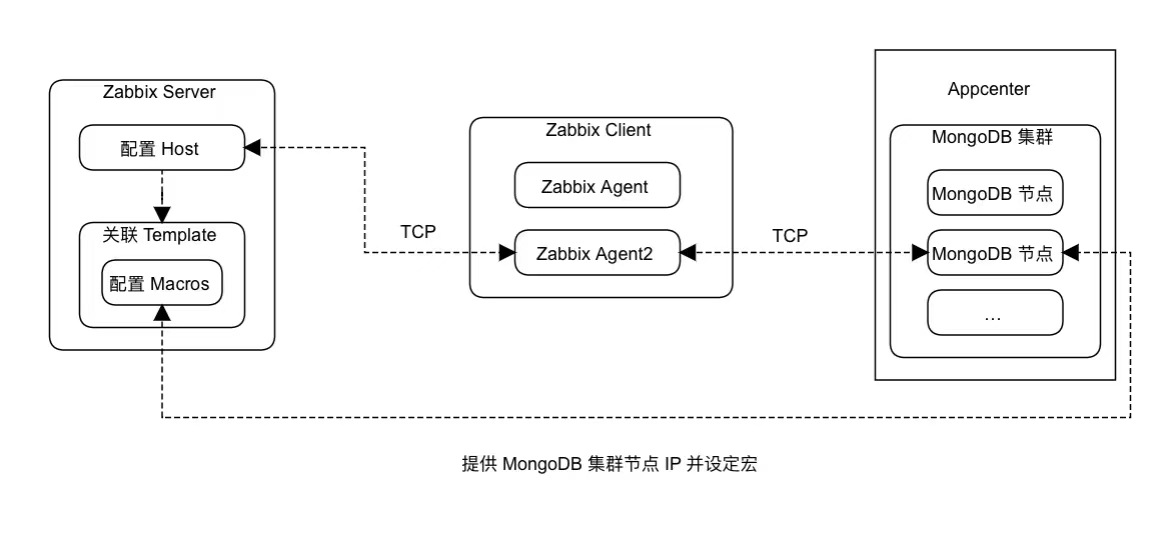 Zabbix Server
配置 Host
关联 Template
配置 Macros
TCP
Zabbix Client
Zabbix Agent
Zabbix Agent2
TCP
Appcenter
MongoDB 集群
MongoDB 节点
MongoDB 节点
...
提供 MongoDB 集群节点 IP 并设定宏